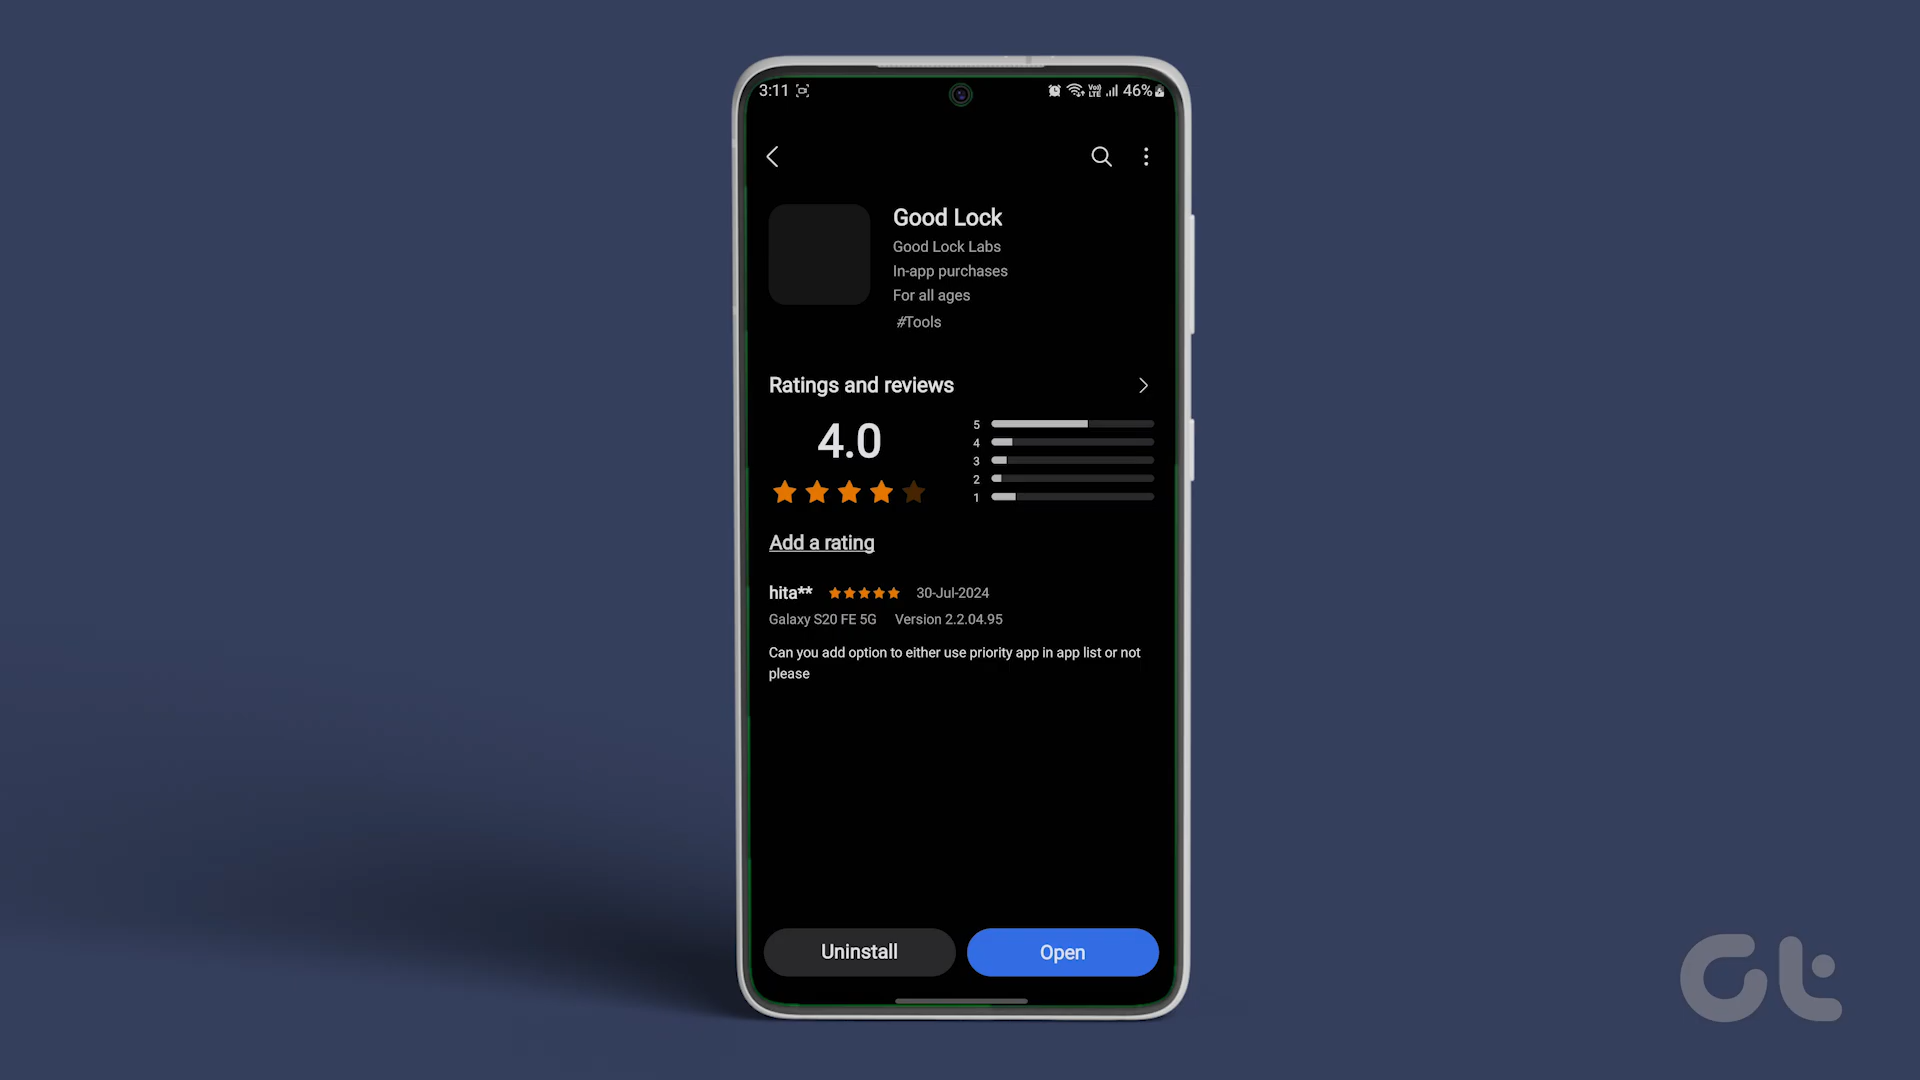 3:11 46%
Good Lock
Good Lock Labs
In-app purchases
For all ages
#Tools
Ratings and reviews
4.0
5
4
3
2
1
Add a rating
hita** 30-Jul-2024
Galaxy S20 FE 5G Version 2.2.04.95
Can you add option to either use priority app in app list or not
please
Uninstall Open
Gt